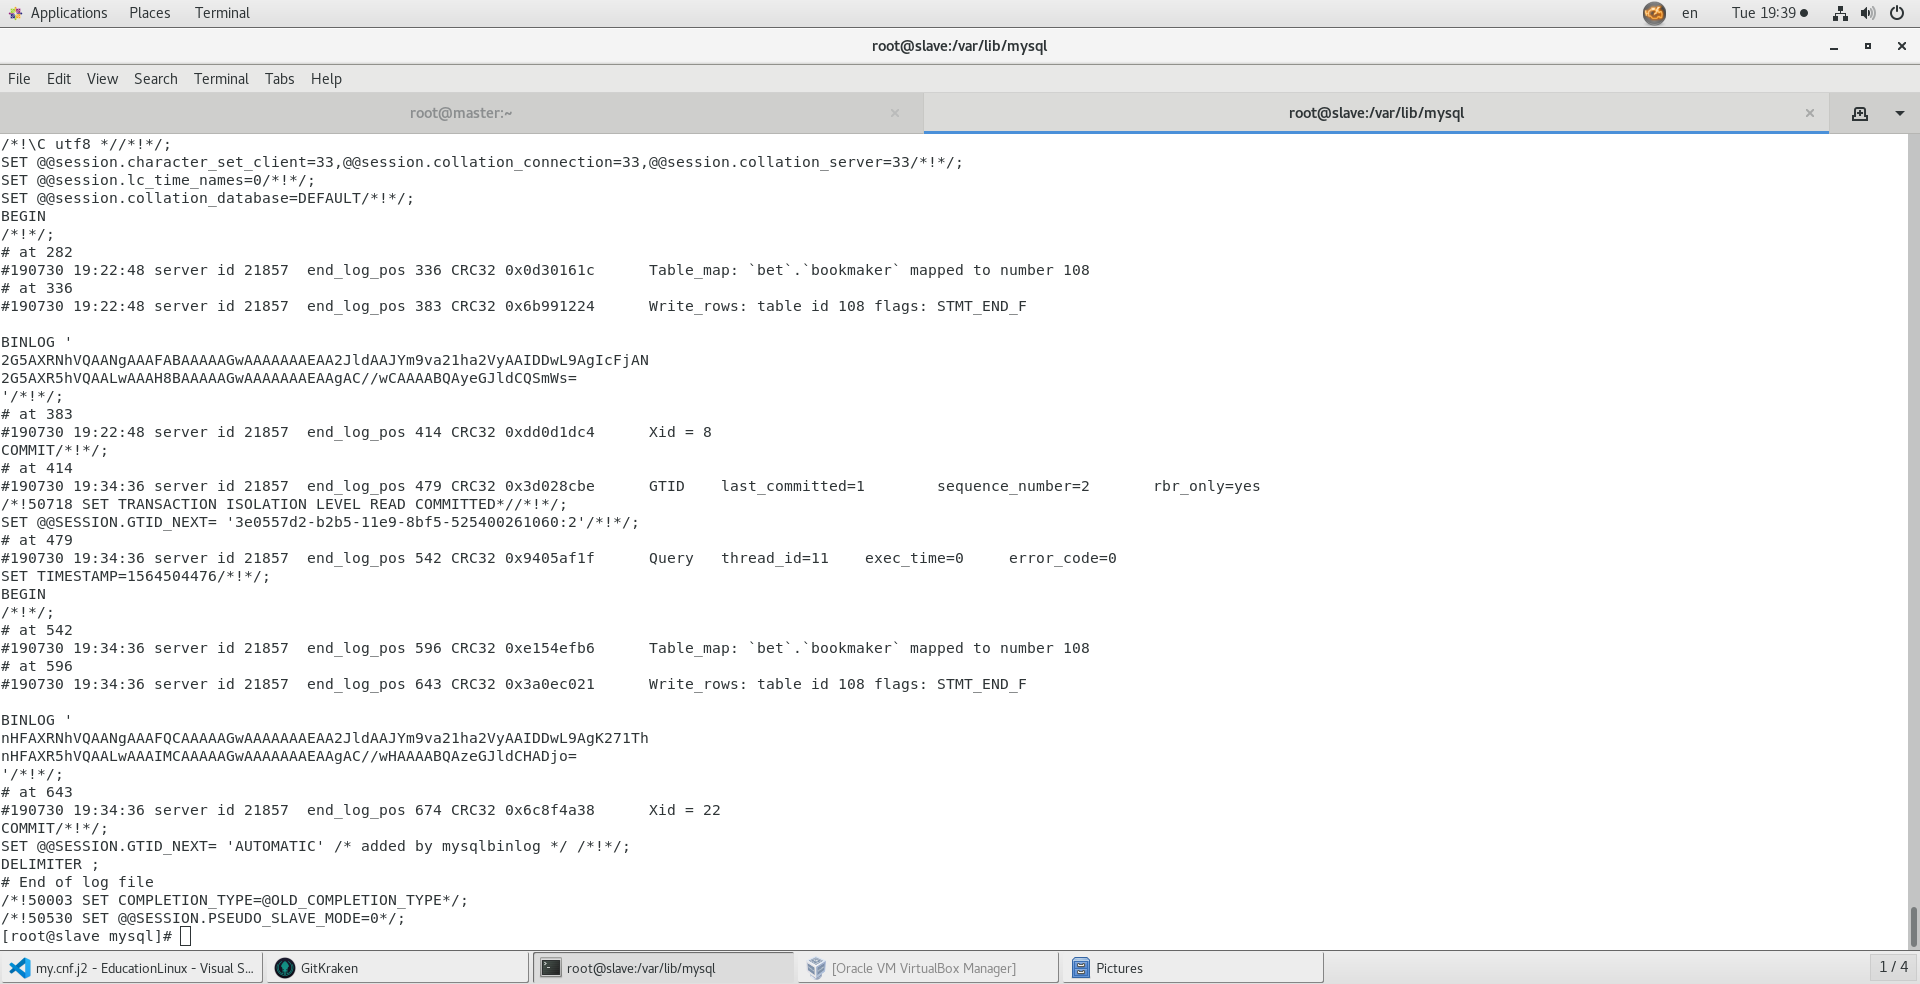 Applications Places Terminal en Tue 19:39
root@slave:/var/lib/mysql
File Edit View Search Terminal Tabs Help
root@master:~ root@slave:/var/lib/mysql
/*!\C utf8 *//*!*/;
SET @@session.character_set_client=33,@@session.collation_connection=33,@@session.collation_server=33/*!*/;
SET @@session.lc_time_names=0/*!*/;
SET @@session.collation_database=DEFAULT/*!*/;
BEGIN
/*!*/;
# at 282
#190730 19:22:48 server id 21857  end_log_pos 336 CRC32 0x0d30161c      Table_map: `bet`.`bookmaker` mapped to number 108
# at 336
#190730 19:22:48 server id 21857  end_log_pos 383 CRC32 0x6b991224      Write_rows: table id 108 flags: STMT_END_F
BINLOG '
2G5AXRNhVQAANgAAAFABAAAAAGwAAAAAAAEAA2JldAAJYm9va21ha2VyAAIDDwL9AgIcFjAN
2G5AXR5hVQAALwAAAH8BAAAAAGwAAAAAAAEAAgAC//wCAAAABQAyeGJldCQSmWs=
'/*!*/;
# at 383
#190730 19:22:48 server id 21857  end_log_pos 414 CRC32 0xdd0d1dc4      Xid = 8
COMMIT/*!*/;
# at 414
#190730 19:34:36 server id 21857  end_log_pos 479 CRC32 0x3d028cbe      GTID    last_committed=1        sequence_number=2       rbr_only=yes
/*!50718 SET TRANSACTION ISOLATION LEVEL READ COMMITTED*//*!*/;
SET @@SESSION.GTID_NEXT= '3e0557d2-b2b5-11e9-8bf5-525400261060:2'/*!*/;
# at 479
#190730 19:34:36 server id 21857  end_log_pos 542 CRC32 0x9405af1f      Query   thread_id=11    exec_time=0     error_code=0
SET TIMESTAMP=1564504476/*!*/;
BEGIN
/*!*/;
# at 542
#190730 19:34:36 server id 21857  end_log_pos 596 CRC32 0xe154efb6      Table_map: `bet`.`bookmaker` mapped to number 108
# at 596
#190730 19:34:36 server id 21857  end_log_pos 643 CRC32 0x3a0ec021      Write_rows: table id 108 flags: STMT_END_F
BINLOG '
nHFAXRNhVQAANgAAAFQCAAAAAGwAAAAAAAEAA2JldAAJYm9va21ha2VyAAIDDwL9AgK271Th
nHFAXR5hVQAALwAAAIMCAAAAAGwAAAAAAAEAAgAC//wHAAAABQAzeGJldCHADjo=
'/*!*/;
# at 643
#190730 19:34:36 server id 21857  end_log_pos 674 CRC32 0x6c8f4a38      Xid = 22
COMMIT/*!*/;
SET @@SESSION.GTID_NEXT= 'AUTOMATIC' /* added by mysqlbinlog */ /*!*/;
DELIMITER ;
# End of log file
/*!50003 SET COMPLETION_TYPE=@OLD_COMPLETION_TYPE*/;
/*!50530 SET @@SESSION.PSEUDO_SLAVE_MODE=0*/;
[root@slave mysql]#
my.cnf.j2 - EducationLinux - Visual S... GitKraken root@slave:/var/lib/mysql [Oracle VM VirtualBox Manager] Pictures 1 / 4